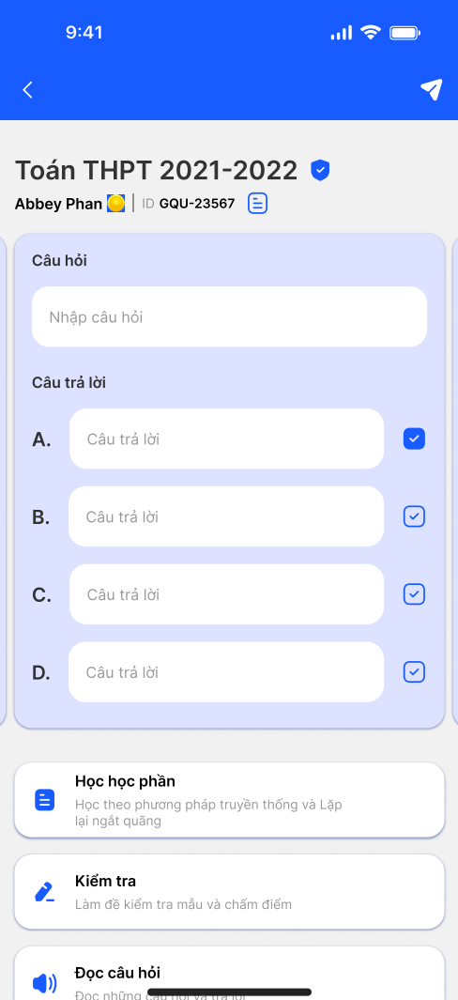 9:41
Toán THPT 2021-2022
Abbey Phan | ID GQU-23567
Câu hỏi
Nhập câu hỏi
Câu trả lời
A. Câu trả lời
B. Câu trả lời
C. Câu trả lời
D. Câu trả lời
Học học phần
Học theo phương pháp truyền thống và Lặp
lại ngắt quãng
Kiểm tra
Làm đề kiểm tra mẫu và chấm điểm
Đọc câu hỏi
Đọc những câu hỏi và trả lời